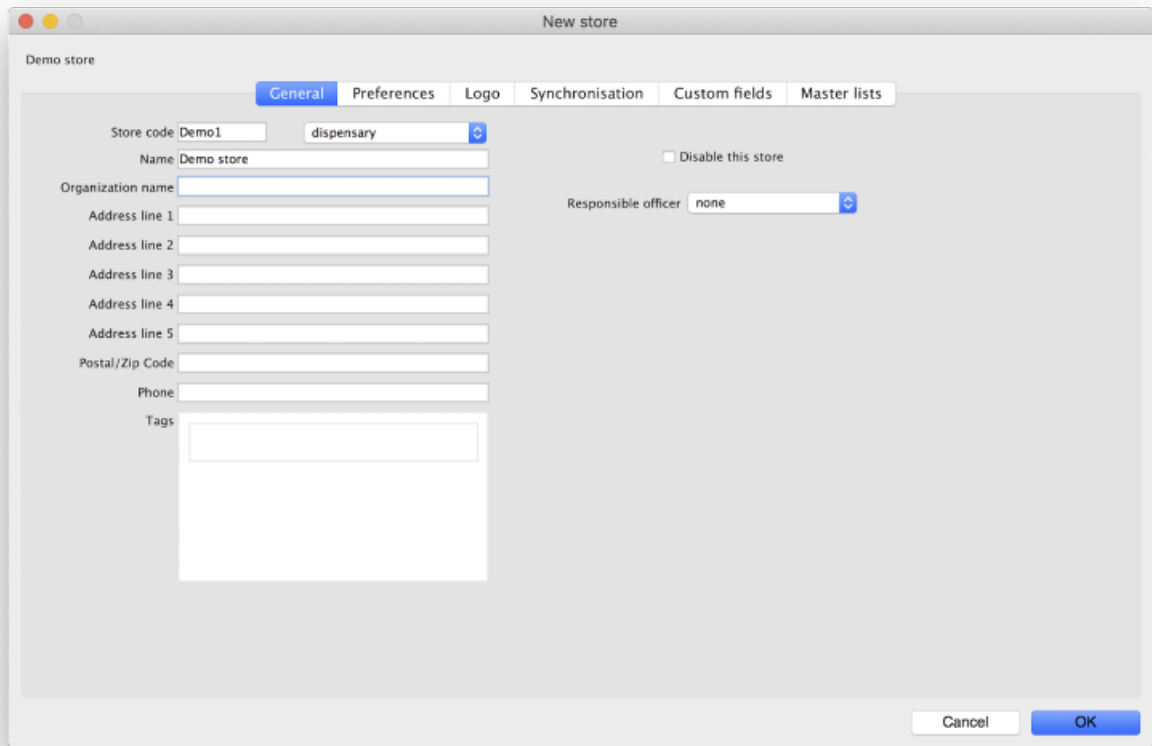 New store
Demo store
General Preferences Logo Synchronisation Custom fields Master lists
Store code Demo1 dispensary
Name Demo store
Disable this store
Organization name
Responsible officer none
Address line 1
Address line 2
Address line 3
Address line 4
Address line 5
Postal/Zip Code
Phone
Tags
Cancel OK